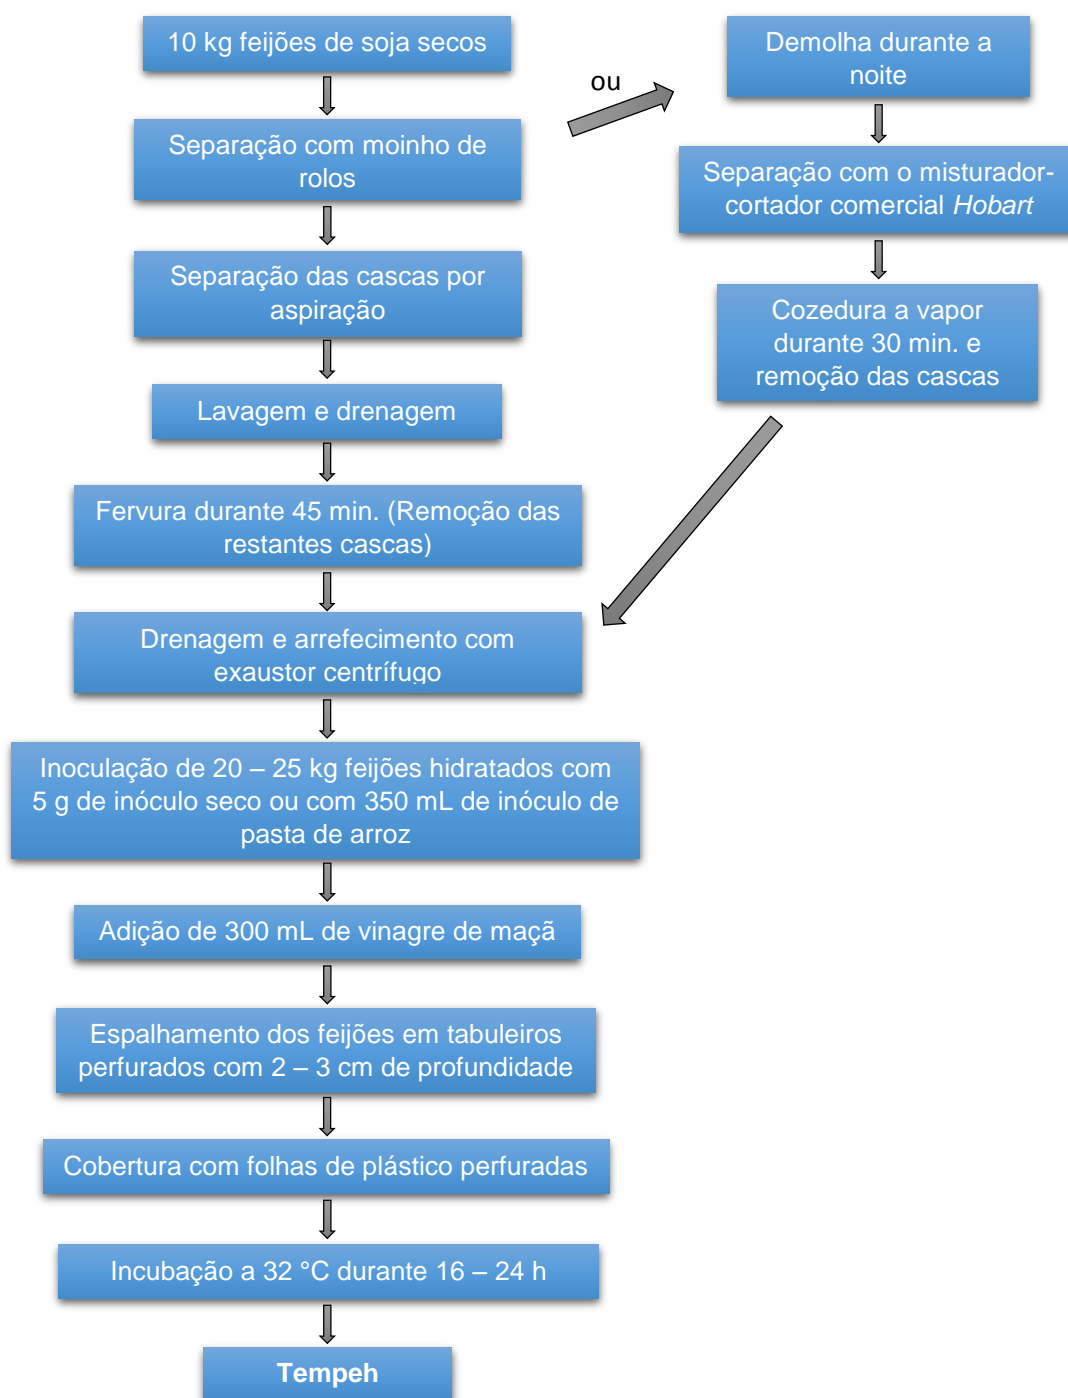 10 kg feijões de soja secos
ou
Demolha durante a
noite
Separação com moinho de
rolos
Separação com o misturador-
cortador comercial Hobart
Separação das cascas por
aspiração
Cozedura a vapor
durante 30 min. e
remoção das cascas
Lavagem e drenagem
Fervura durante 45 min. (Remoção das
restantes cascas)
Drenagem e arrefecimento com
exaustor centrífugo
Inoculação de 20 – 25 kg feijões hidratados com
5 g de inóculo seco ou com 350 mL de inóculo de
pasta de arroz
Adição de 300 mL de vinagre de maçã
Espalhamento dos feijões em tabuleiros
perfurados com 2 – 3 cm de profundidade
Cobertura com folhas de plástico perfuradas
Incubação a 32 °C durante 16 – 24 h
Tempeh